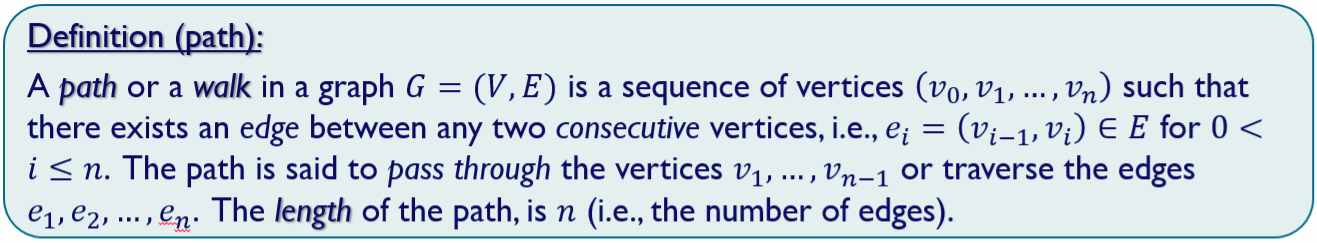 Definition (path):
A path or a walk in a graph G = (V, E) is a sequence of vertices (v₀, v₁, … , vₙ) such that
there exists an edge between any two consecutive vertices, i.e., eᵢ = (vᵢ₋₁, vᵢ) ∈ E for 0 <
i ≤ n. The path is said to pass through the vertices v₁, … , vₙ₋₁ or traverse the edges
e₁, e₂, … , eₙ. The length of the path, is n (i.e., the number of edges).